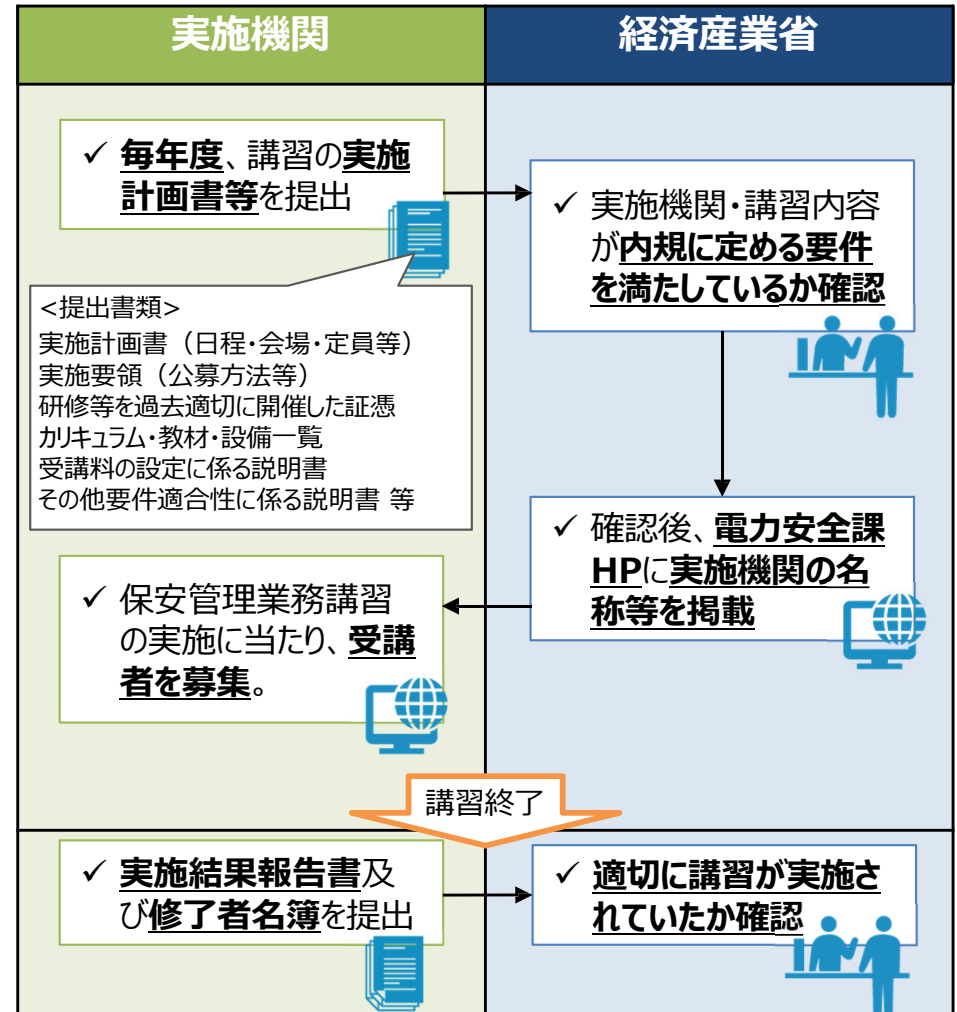 実施機関
経済産業省
✓ 毎年度、講習の実施
計画書等を提出
✓ 実施機関・講習内容
が内規に定める要件
を満たしているか確認
<提出書類>
実施計画書（日程・会場・定員等）
実施要領（公募方法等）
研修等を過去適切に開催した証憑
カリキュラム・教材・設備一覧
受講料の設定に係る説明書
その他要件適合性に係る説明書 等
✓ 確認後、電力安全課
HPに実施機関の名
称等を掲載
✓ 保安管理業務講習
の実施に当たり、受講
者を募集。
講習終了
✓ 実施結果報告書及
び修了者名簿を提出
✓ 適切に講習が実施さ
れていたか確認